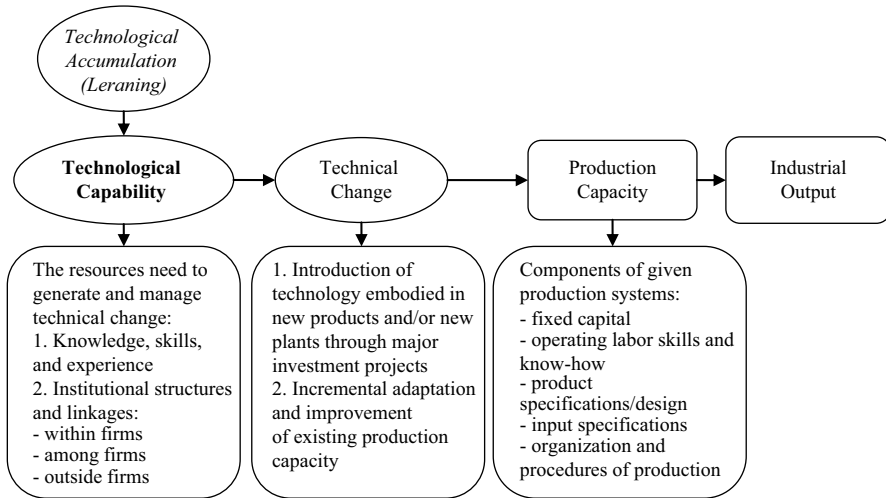 Technological
Accumulation
(Leraning)
Technological
Capability
Technical
Change
Production
Capacity
Industrial
Output
The resources need to
generate and manage
technical change:
1. Knowledge, skills,
and experience
2. Institutional structures
and linkages:
- within firms
- among firms
- outside firms
1. Introduction of
technology embodied in
new products and/or new
plants through major
investment projects
2. Incremental adaptation
and improvement
of existing production
capacity
Components of given
production systems:
- fixed capital
- operating labor skills and
know-how
- product
specifications/design
- input specifications
- organization and
procedures of production